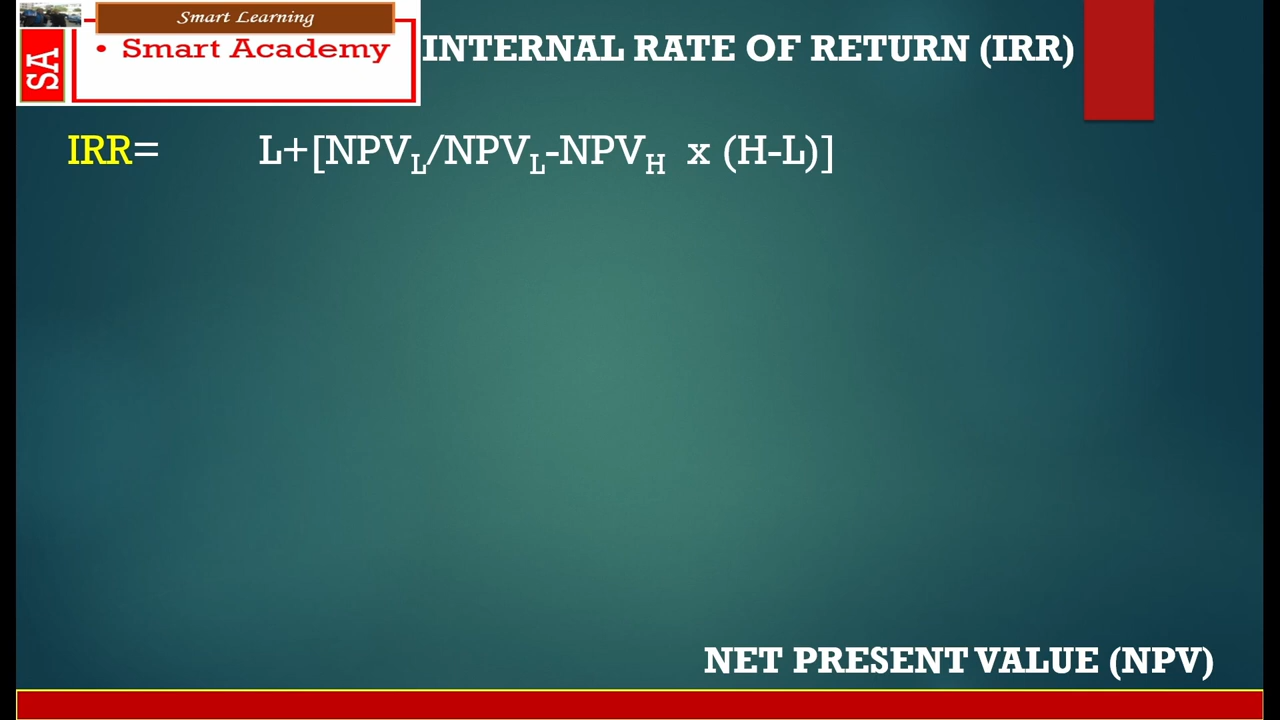 Smart Learning
SA
• Smart Academy
INTERNAL RATE OF RETURN (IRR)
IRR= L+[NPVL/NPVL-NPVH x (H-L)]
NET PRESENT VALUE (NPV)